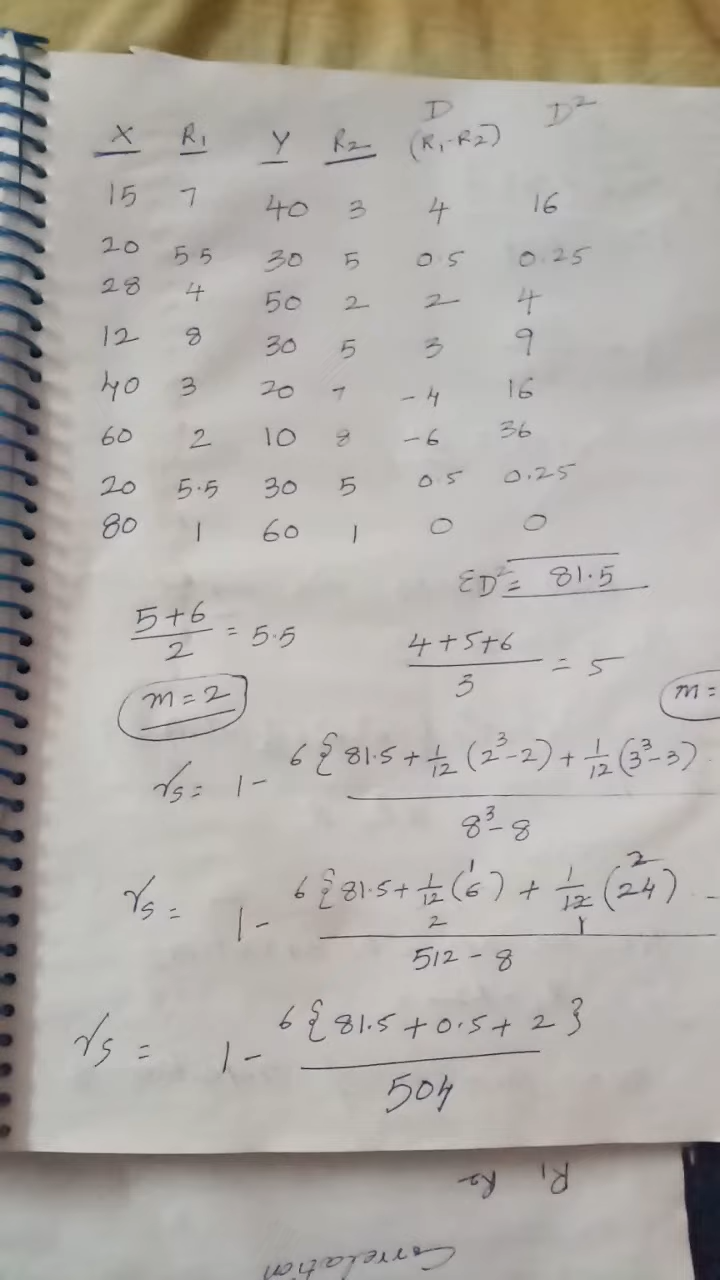 D D²
X R₁ Y R₂ (R₁-R₂)
15 7 40 3 4 16
20 5.5 30 5 0.5 0.25
28 4 50 2 2 4
12 8 30 5 3 9
40 3 20 7 -4 16
60 2 10 8 -6 36
20 5.5 30 5 0.5 0.25
80 1 60 1 0 0
ΣD² = 81.5
5+6/2 = 5.5 4+5+6/3 = 5
m=2 m=
rs = 1 - 6{81.5 + 1/12 (2³-2) + 1/12 (3³-3)
8³-8
rs = 1 - 6{81.5 + 1/12 (6) + 1/12 (24)
1 2
2 1
512 - 8
rs = 1 - 6{81.5 + 0.5 + 2}
504
R₁ R₂
Correlation